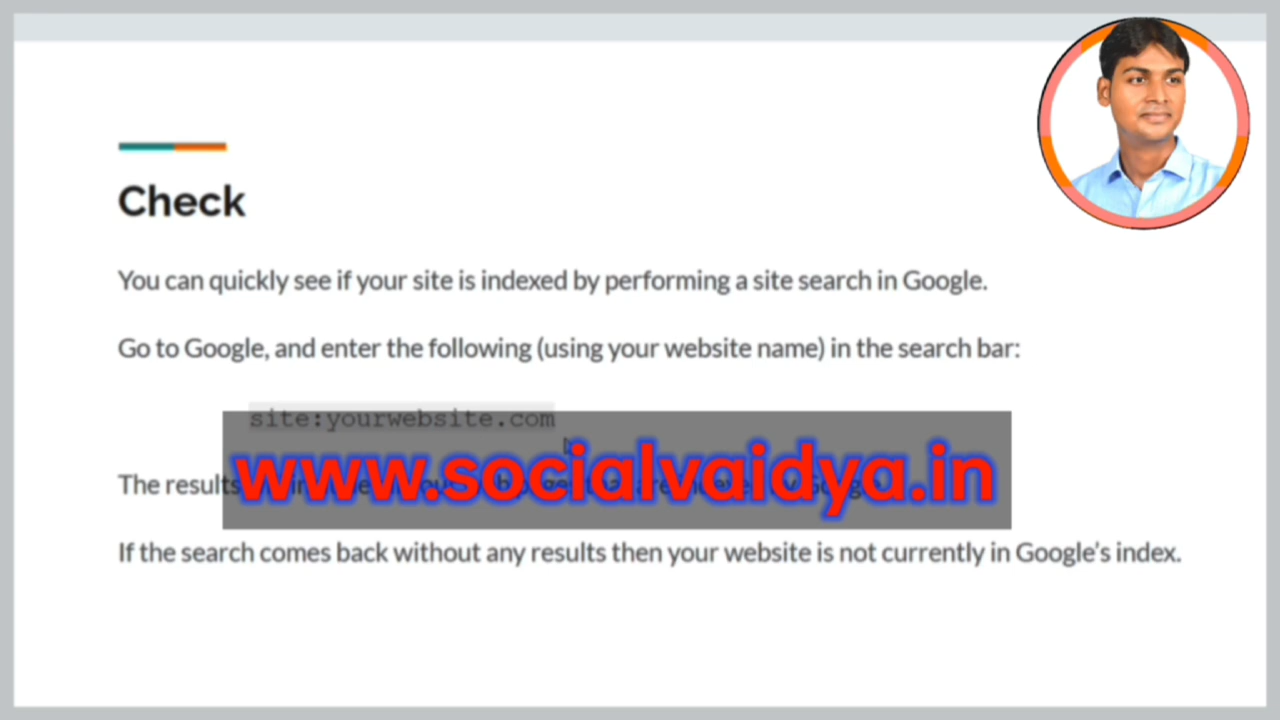 Check
You can quickly see if your site is indexed by performing a site search in Google.
Go to Google, and enter the following (using your website name) in the search bar:
site:yourwebsite.com
www.socialvaidya.in
The results
If the search comes back without any results then your website is not currently in Google's index.